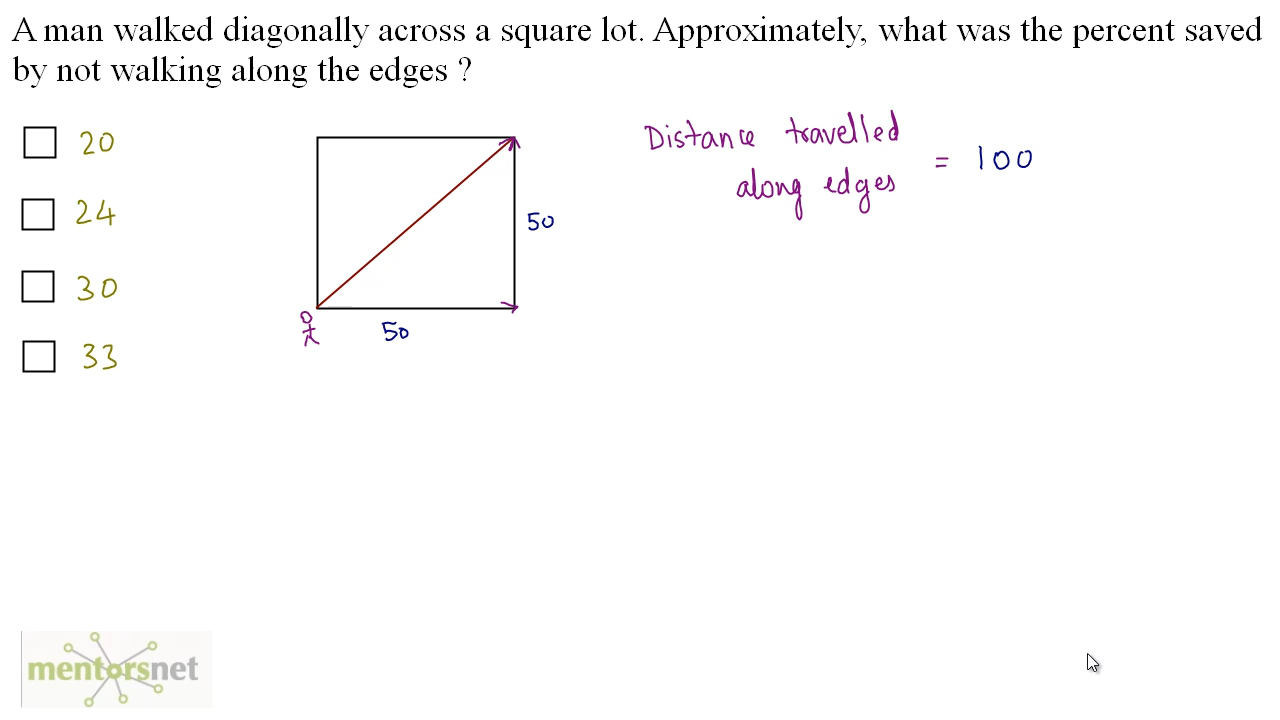 A man walked diagonally across a square lot. Approximately, what was the percent saved
by not walking along the edges ?
20
24
30
33
50
50
Distance travelled
along edges
= 100
mentorsnet